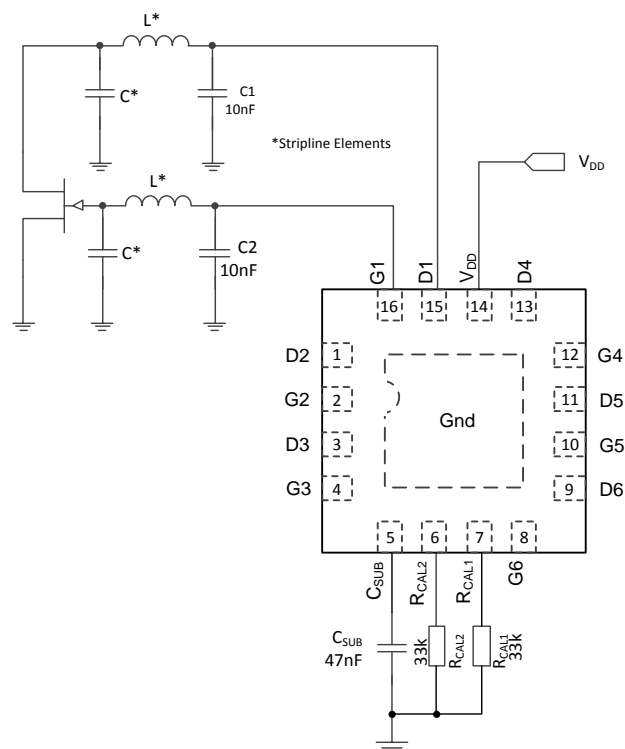 L*
C*
C1
10nF
*Stripline Elements
V_DD
L*
C*
C2
10nF
G1
D1
V_DD
D4
16
15
14
13
D2
1
12
G4
G2
2
11
D5
Gnd
D3
3
10
G5
G3
4
9
D6
5
6
7
8
C_SUB
R_CAL2
R_CAL1
G6
C_SUB
47nF
33k
R_CAL2
R_CAL1
33k